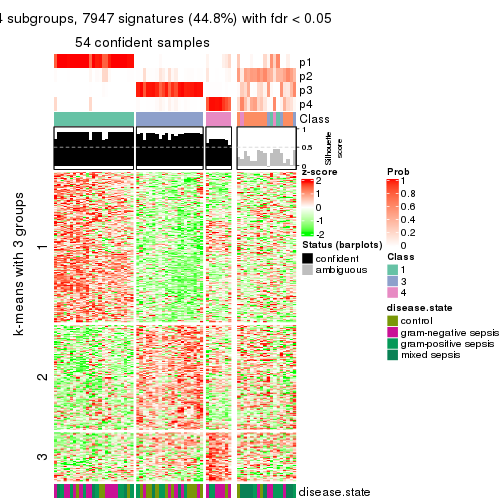 4 subgroups, 7947 signatures (44.8%) with fdr < 0.05
54 confident samples
p1
p2
p3
p4
Class
1
0.5
0
Silhouette
score
k-means with 3 groups
1
2
3
disease.state
z-score
2
1
0
-1
-2
Status (barplots)
confident
ambiguous
Prob
1
0.8
0.6
0.4
0.2
0
Class
1
3
4
disease.state
control
gram-negative sepsis
gram-positive sepsis
mixed sepsis